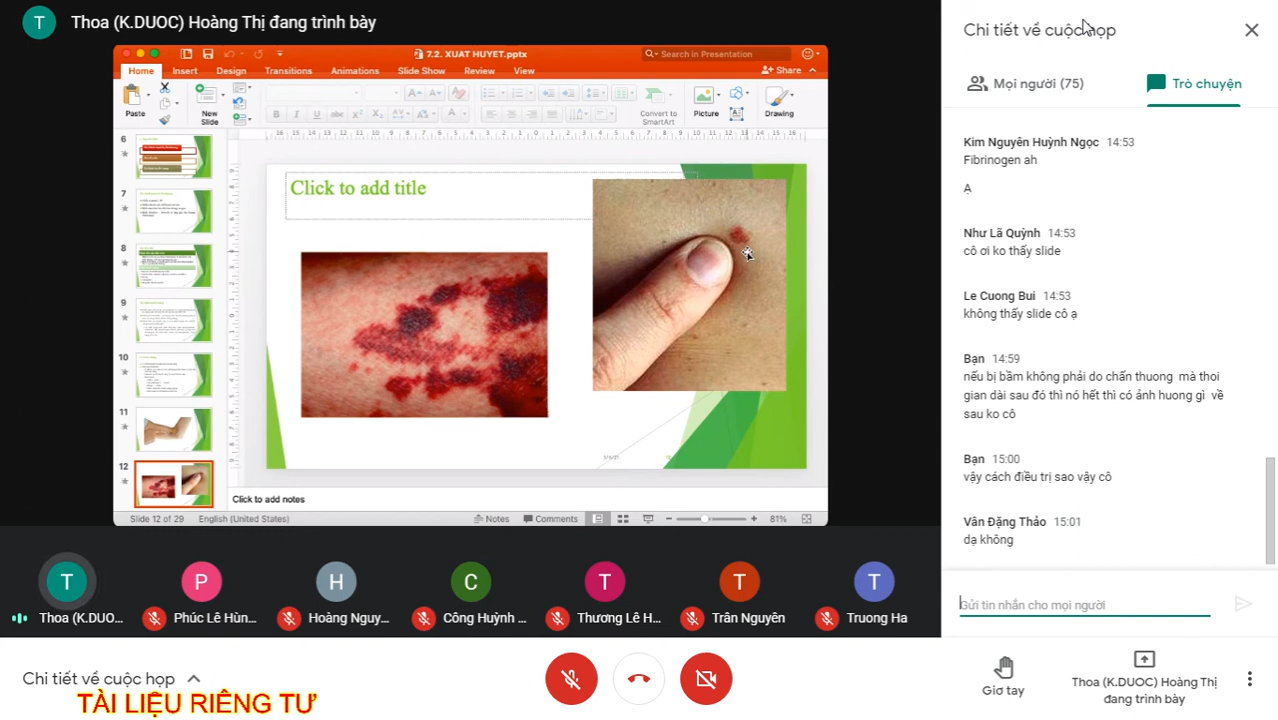 T
Thoa (K.DUOC) Hoàng Thị đang trình bày
7.2. XUAT HUYET.pptx
Search in Presentation
Home
Insert
Design
Transitions
Animations
Slide Show
Review
View
Share
Paste
New
Slide
Convert to
SmartArt
Picture
Drawing
6
7
8
9
10
11
12
Click to add title
Click to add notes
Slide 12 of 29
English (United States)
Notes
Comments
81%
T
P
H
C
T
T
T
Thoa (K.DUO...
Phúc Lê Hùn...
Hoàng Nguy...
Công Huỳnh ...
Thương Lê H...
Trân Nguyên
Truong Ha
Chi tiết về cuộc họp
TÀI LIỆU RIÊNG TƯ
Chi tiết về cuộc họp
Mọi người (75)
Trò chuyện
Kim Nguyên Huỳnh Ngọc 14:53
Fibrinogen ah
Ạ
Như Lã Quỳnh 14:53
cô ơi ko thấy slide
Le Cuong Bui 14:53
không thấy slide cô ạ
Bạn 14:59
nếu bị bầm không phải do chấn thuong mà thoi
gian dài sau đó thì nó hết thì có ảnh huong gì về
sau ko cô
Bạn 15:00
vậy cách điều trị sao vậy cô
Vân Đặng Thảo 15:01
dạ không
Gửi tin nhắn cho mọi người
Giơ tay
Thoa (K.DUOC) Hoàng Thị
đang trình bày